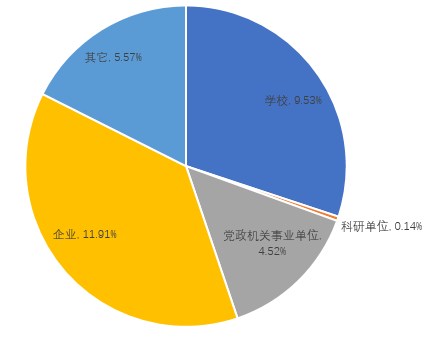 其它, 5.57%
学校, 9.53%
科研单位, 0.14%
党政机关事业单位,
4.52%
企业, 11.91%